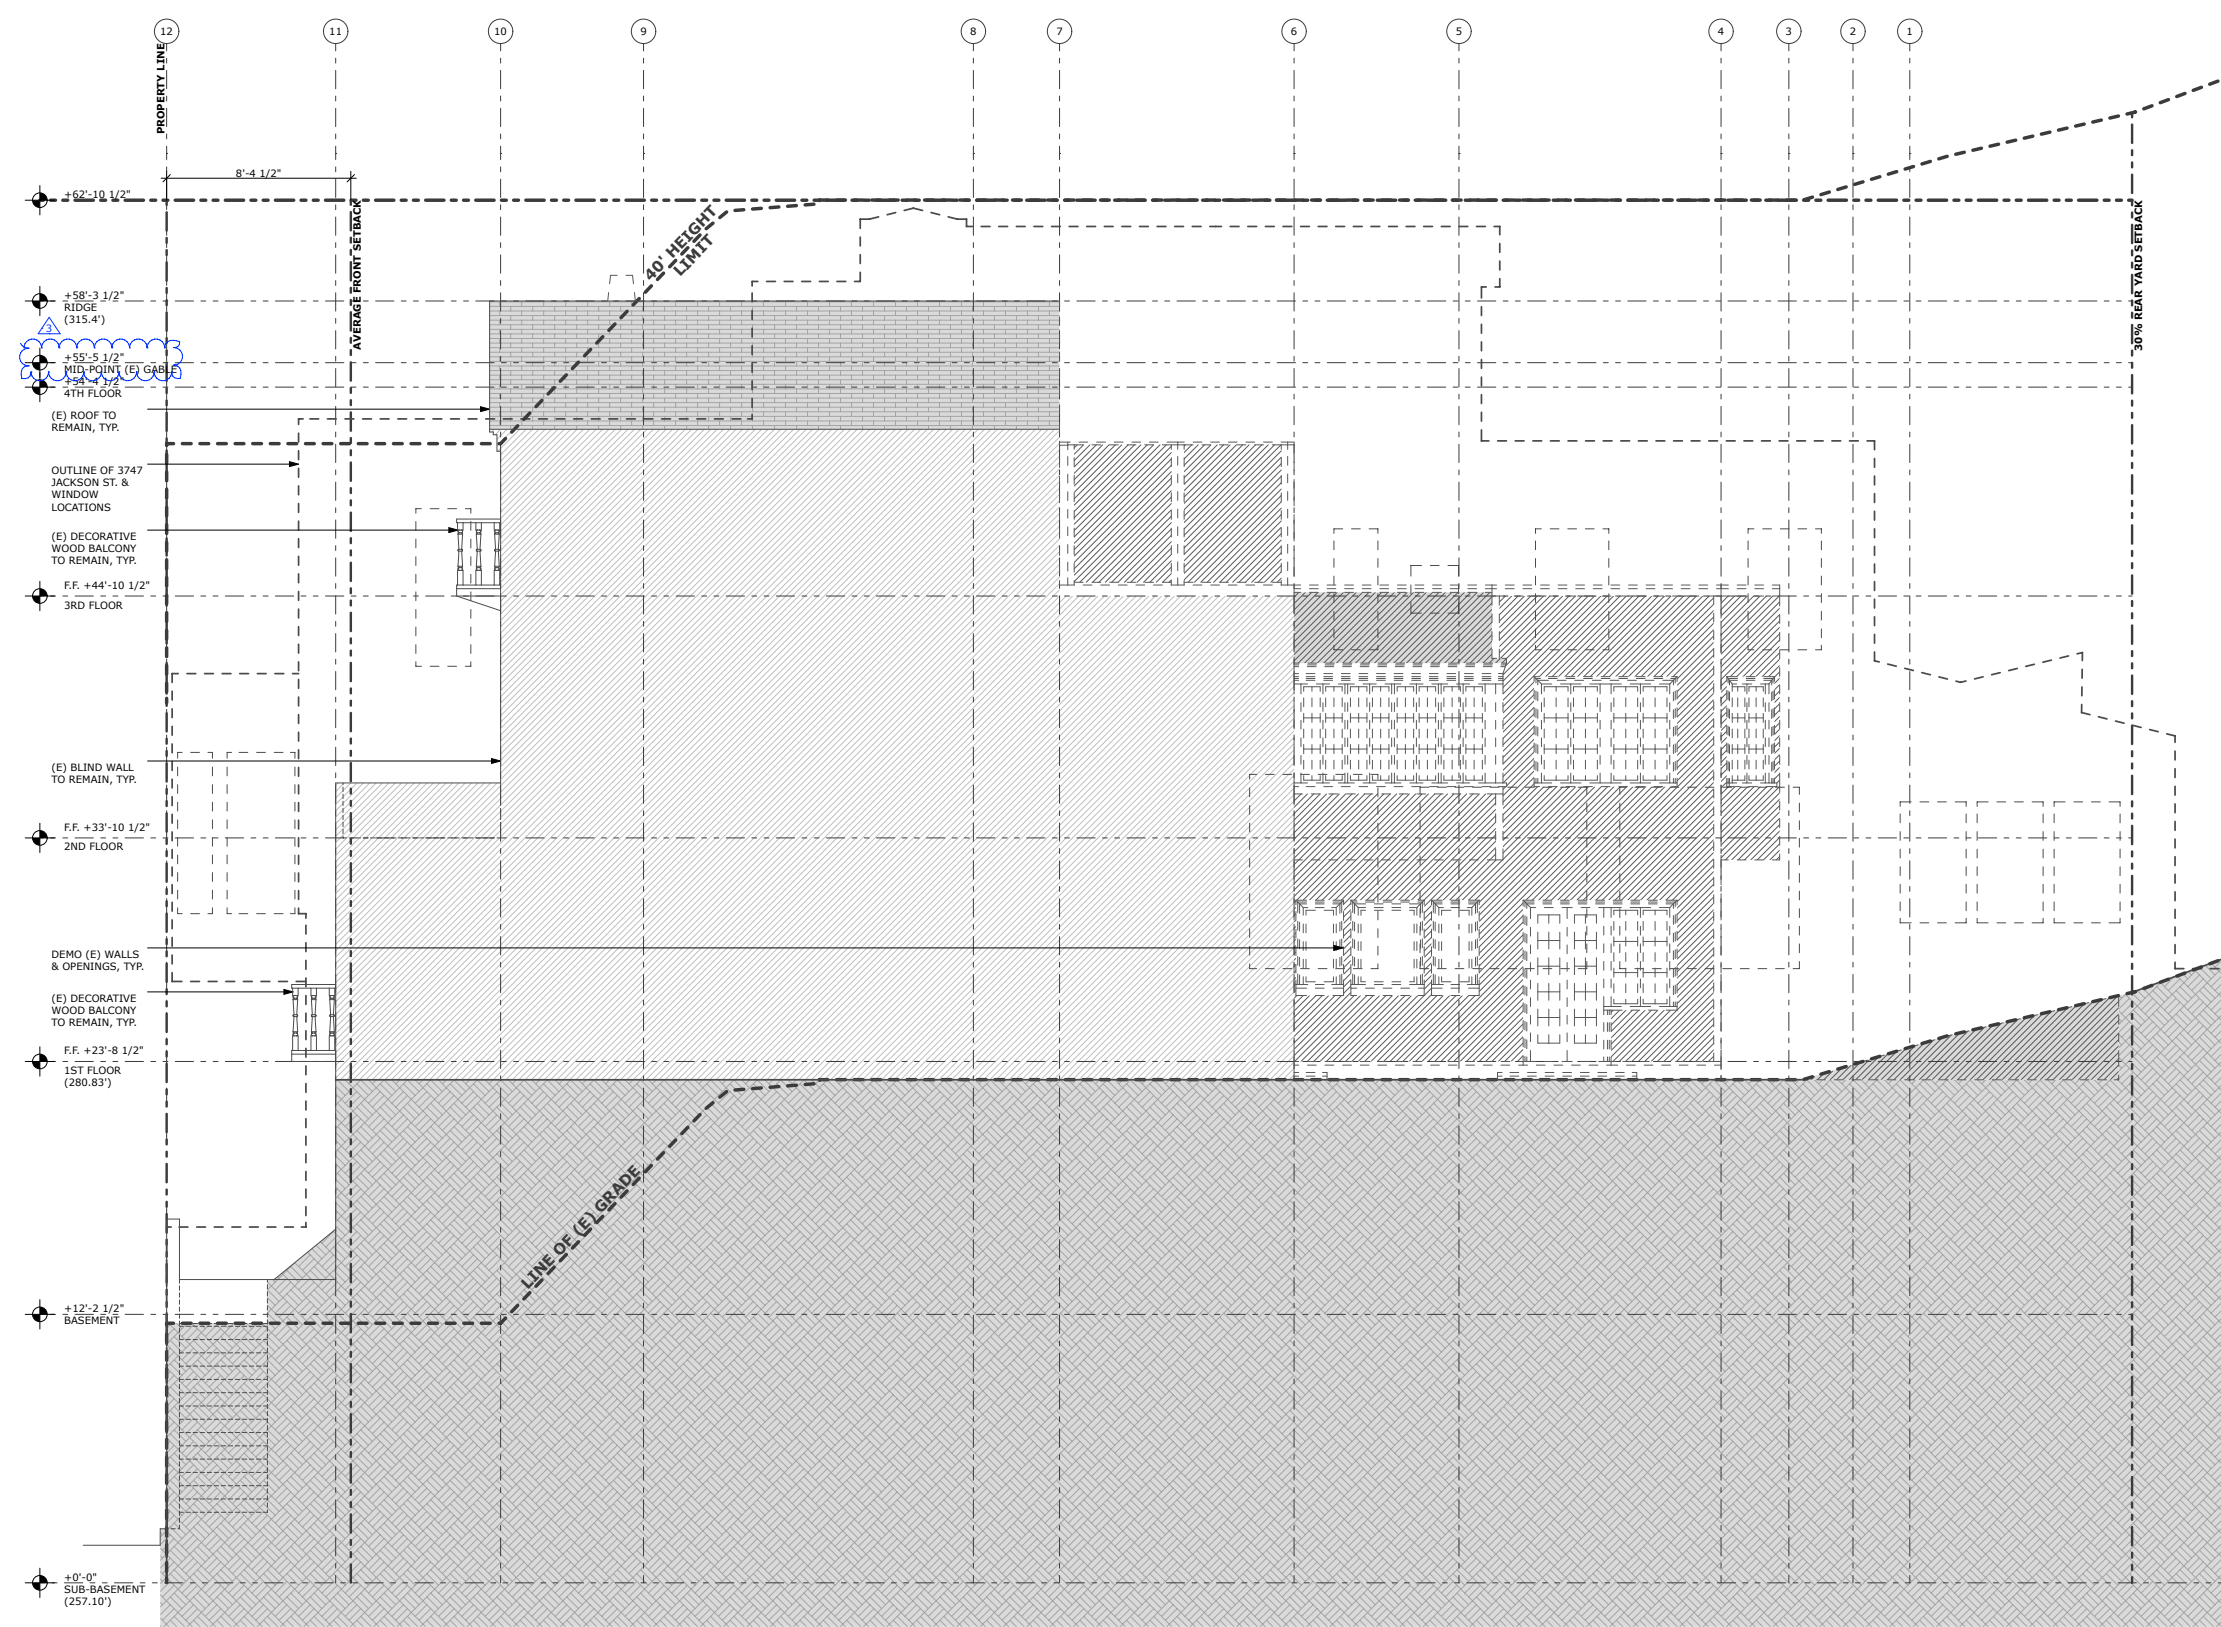 12
11
10
9
8
7
6
5
4
3
2
1
PROPERTY LINE
8'-4 1/2"
+62'-10 1/2"
AVERAGE FRONT SETBACK
40' HEIGHT
LIMIT
30% REAR YARD SETBACK
+58'-3 1/2"
RIDGE
(315.4')
3
+55'-5 1/2"
MID-POINT (E) GABLE
+54'-4 1/2"
4TH FLOOR
(E) ROOF TO
REMAIN, TYP.
OUTLINE OF 3747
JACKSON ST. &
WINDOW
LOCATIONS
(E) DECORATIVE
WOOD BALCONY
TO REMAIN, TYP.
F.F. +44'-10 1/2"
3RD FLOOR
(E) BLIND WALL
TO REMAIN, TYP.
F.F. +33'-10 1/2"
2ND FLOOR
DEMO (E) WALLS
& OPENINGS, TYP.
(E) DECORATIVE
WOOD BALCONY
TO REMAIN, TYP.
F.F. +23'-8 1/2"
1ST FLOOR
(280.83')
LINE OF (E) GRADE
+12'-2 1/2"
BASEMENT
+0'-0"
SUB-BASEMENT
(257.10')